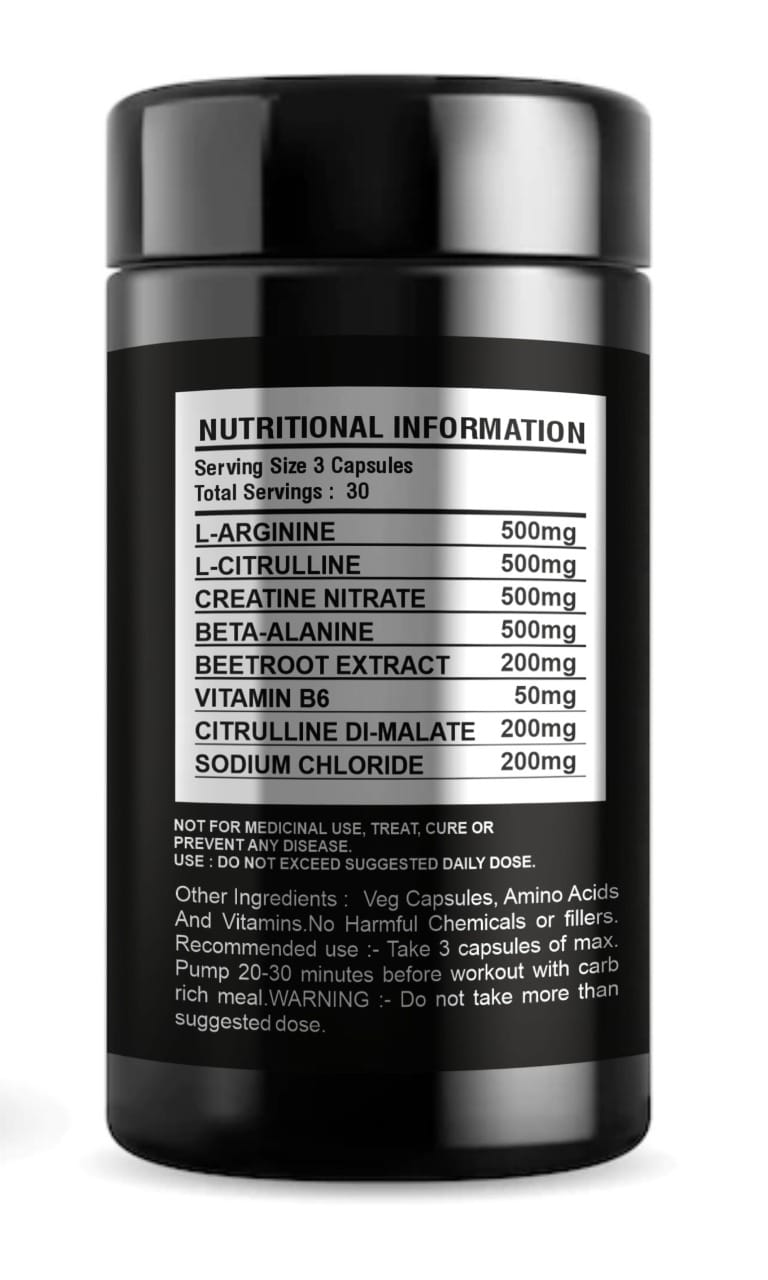 NUTRITIONAL INFORMATION
Serving Size 3 Capsules
Total Servings : 30
L-ARGININE 500mg
L-CITRULLINE 500mg
CREATINE NITRATE 500mg
BETA-ALANINE 500mg
BEETROOT EXTRACT 200mg
VITAMIN B6 50mg
CITRULLINE DI-MALATE 200mg
SODIUM CHLORIDE 200mg
NOT FOR MEDICINAL USE, TREAT, CURE OR
PREVENT ANY DISEASE.
USE : DO NOT EXCEED SUGGESTED DAILY DOSE.
Other Ingredients : Veg Capsules, Amino Acids
And Vitamins.No Harmful Chemicals or fillers.
Recommended use :- Take 3 capsules of max.
Pump 20-30 minutes before workout with carb
rich meal.WARNING :- Do not take more than
suggested dose.